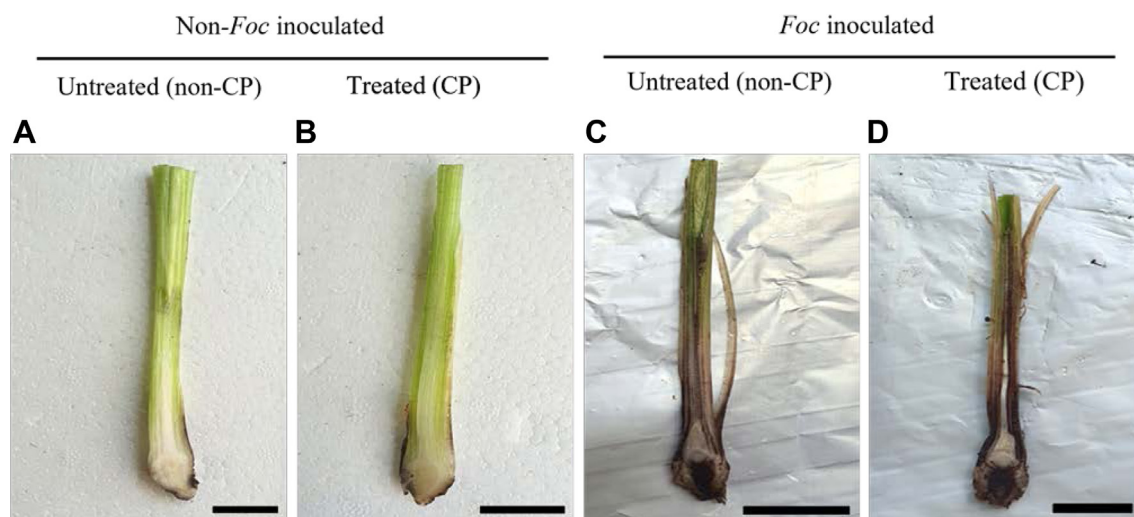 Non-Foc inoculated
Foc inoculated
Untreated (non-CP)
Treated (CP)
Untreated (non-CP)
Treated (CP)
A
B
C
D